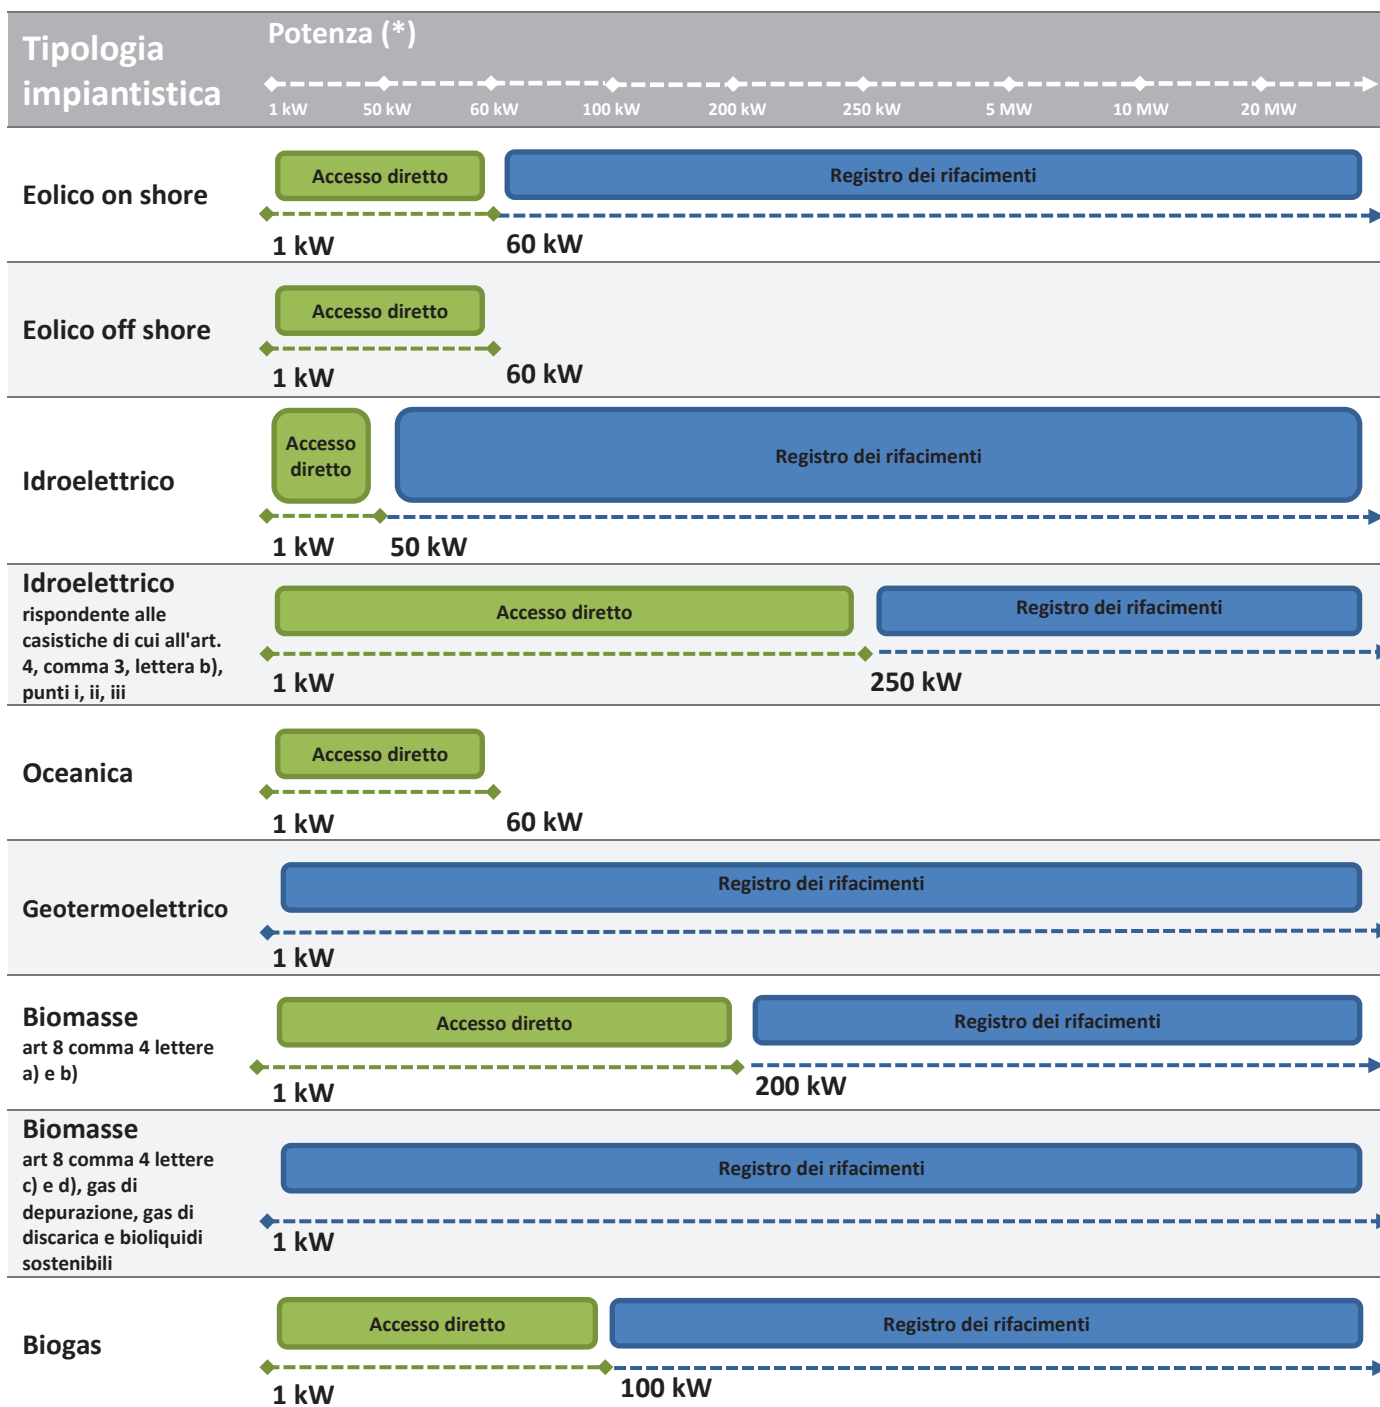 Tipologia
impiantistica
Potenza (*)
1 kW 50 kW 60 kW 100 kW 200 kW 250 kW 5 MW 10 MW 20 MW
Eolico on shore
Accesso diretto
Registro dei rifacimenti
1 kW
60 kW
Eolico off shore
Accesso diretto
1 kW
60 kW
Idroelettrico
Accesso
diretto
Registro dei rifacimenti
1 kW
50 kW
Idroelettrico
rispondente alle
casistiche di cui all'art.
4, comma 3, lettera b),
punti i, ii, iii
Accesso diretto
Registro dei rifacimenti
1 kW
250 kW
Oceanica
Accesso diretto
1 kW
60 kW
Geotermoelettrico
Registro dei rifacimenti
1 kW
Biomasse
art 8 comma 4 lettere
a) e b)
Accesso diretto
Registro dei rifacimenti
1 kW
200 kW
Biomasse
art 8 comma 4 lettere
c) e d), gas di
depurazione, gas di
discarica e bioliquidi
sostenibili
Registro dei rifacimenti
1 kW
Biogas
Accesso diretto
Registro dei rifacimenti
1 kW
100 kW